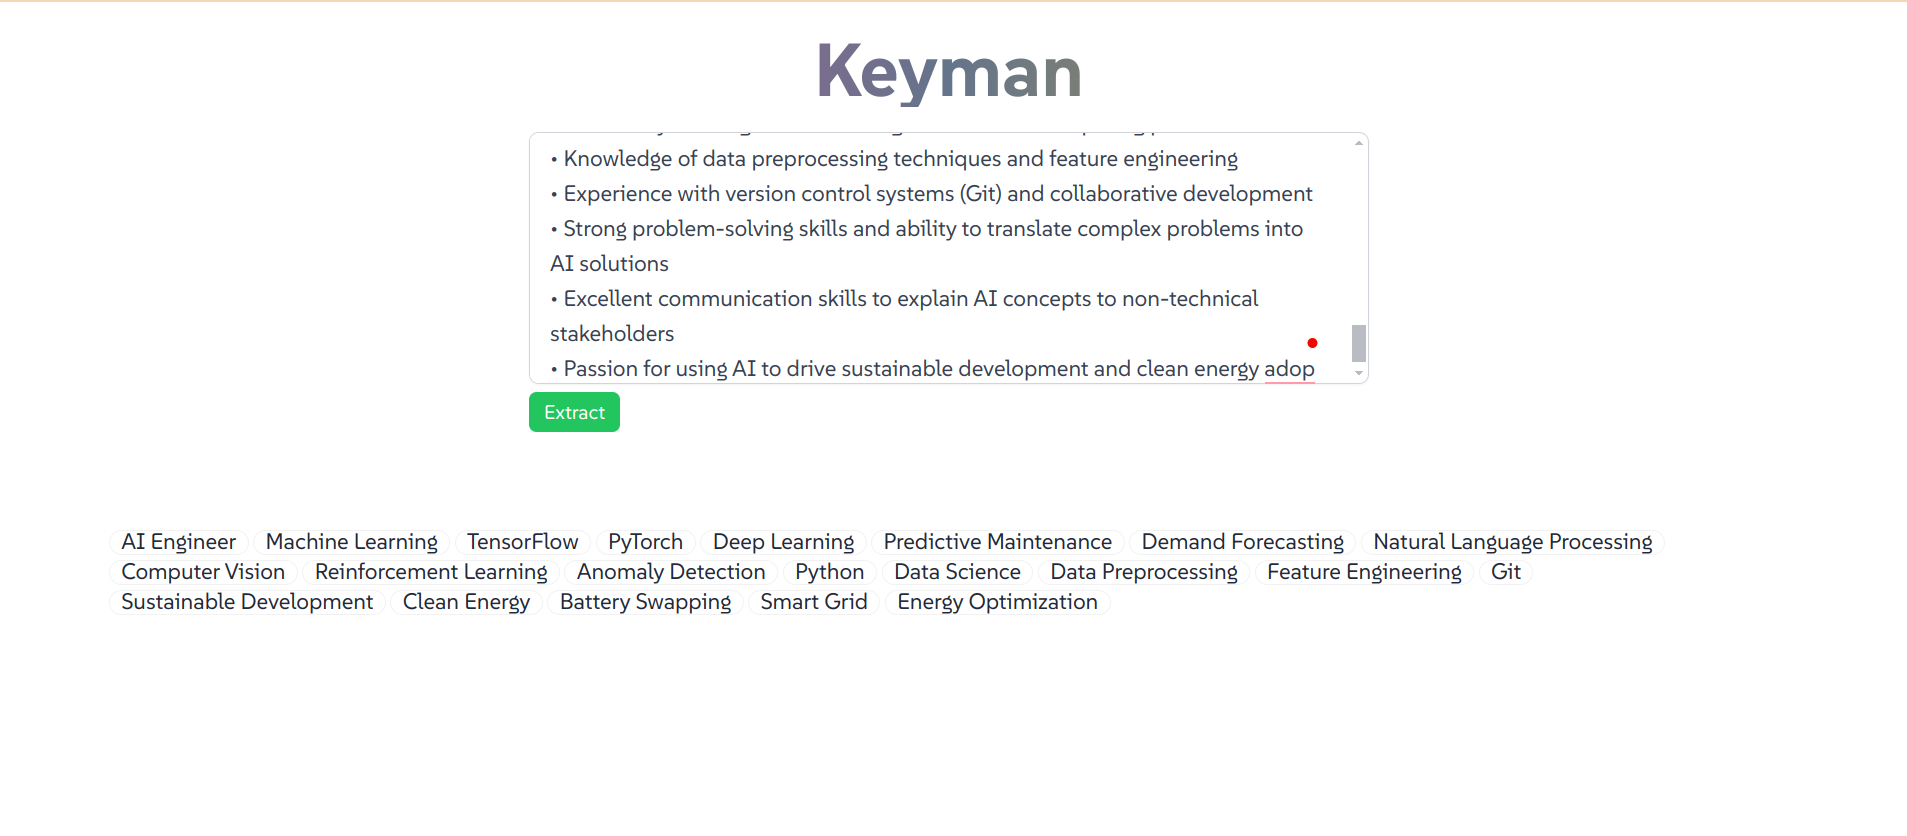 Keyman
• Knowledge of data preprocessing techniques and feature engineering
• Experience with version control systems (Git) and collaborative development
• Strong problem-solving skills and ability to translate complex problems into
AI solutions
• Excellent communication skills to explain AI concepts to non-technical
stakeholders
• Passion for using AI to drive sustainable development and clean energy adop
Extract
AI Engineer Machine Learning TensorFlow PyTorch Deep Learning Predictive Maintenance Demand Forecasting Natural Language Processing
Computer Vision Reinforcement Learning Anomaly Detection Python Data Science Data Preprocessing Feature Engineering Git
Sustainable Development Clean Energy Battery Swapping Smart Grid Energy Optimization